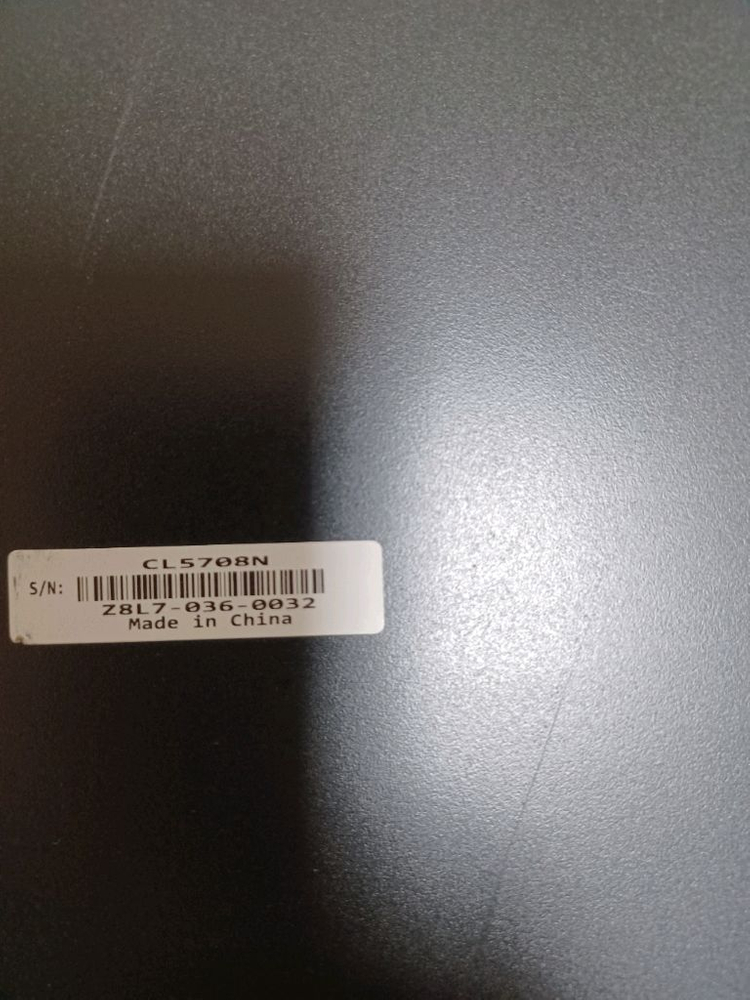 CL5708N
S/N:
Z8L7-036-0032
Made in China